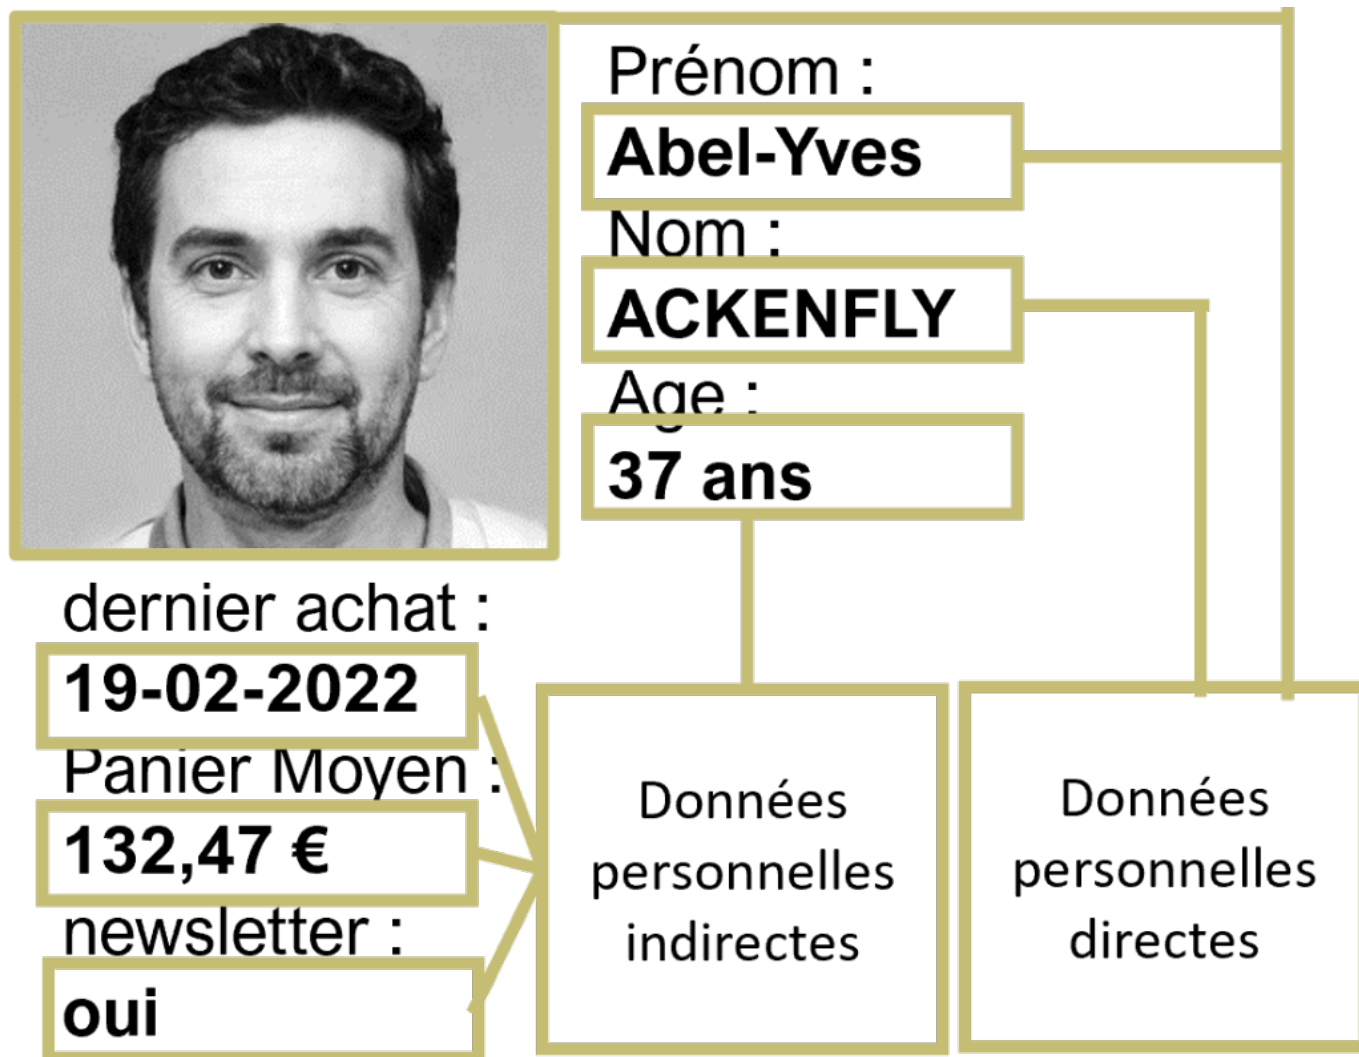 Prénom :
Abel-Yves
Nom :
ACKENFLY
Age :
37 ans
dernier achat :
19-02-2022
Panier Moyen :
132,47 €
newsletter :
oui
Données
personnelles
indirectes
Données
personnelles
directes